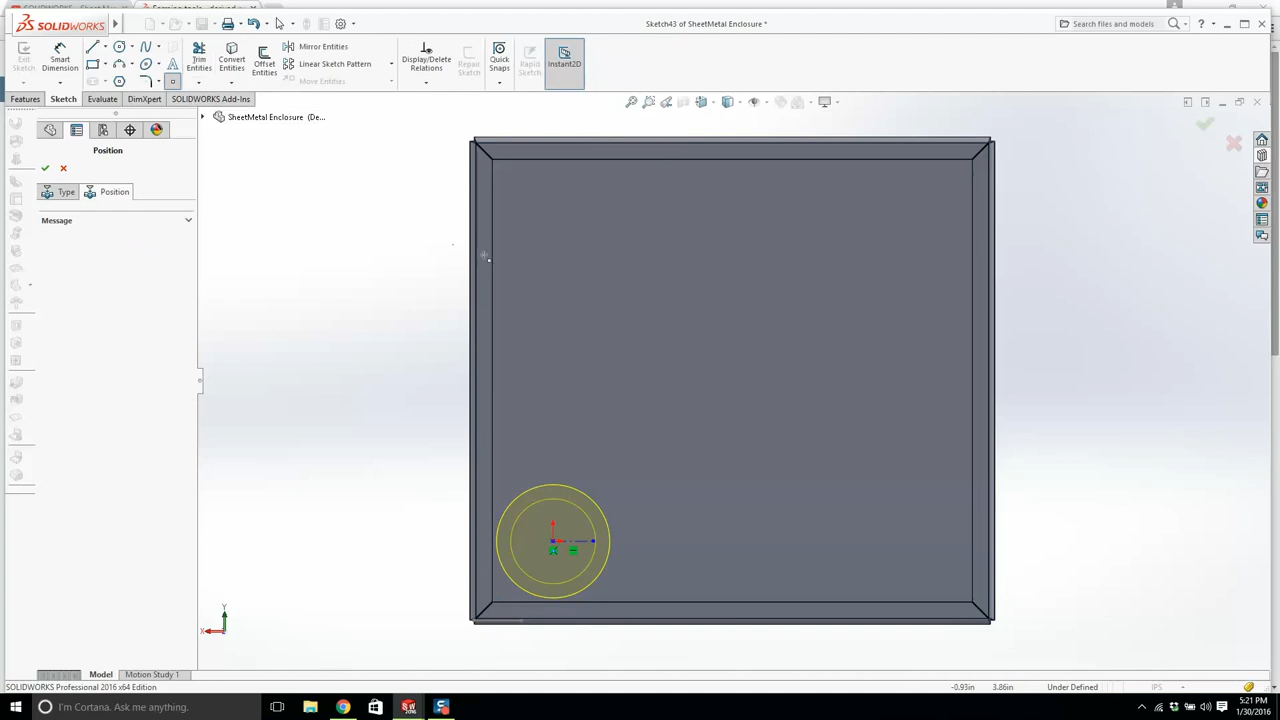 SOLIDWORKS
Sketch43 of SheetMetal Enclosure *
Search files and models
Exit Sketch
Smart Dimension
Trim Entities
Convert Entities
Offset Entities
Mirror Entities
Linear Sketch Pattern
Move Entities
Display/Delete Relations
Repair Sketch
Quick Snaps
Rapid Sketch
Instant2D
Features
Sketch
Evaluate
DimXpert
SOLIDWORKS Add-Ins
SheetMetal Enclosure (De...
Position
Type
Position
Message
Y
X
Model
Motion Study 1
SOLIDWORKS Professional 2016 x64 Edition
-0.93in
3.86in
Under Defined
IPS
-
I'm Cortana. Ask me anything.
5:21 PM
1/30/2016